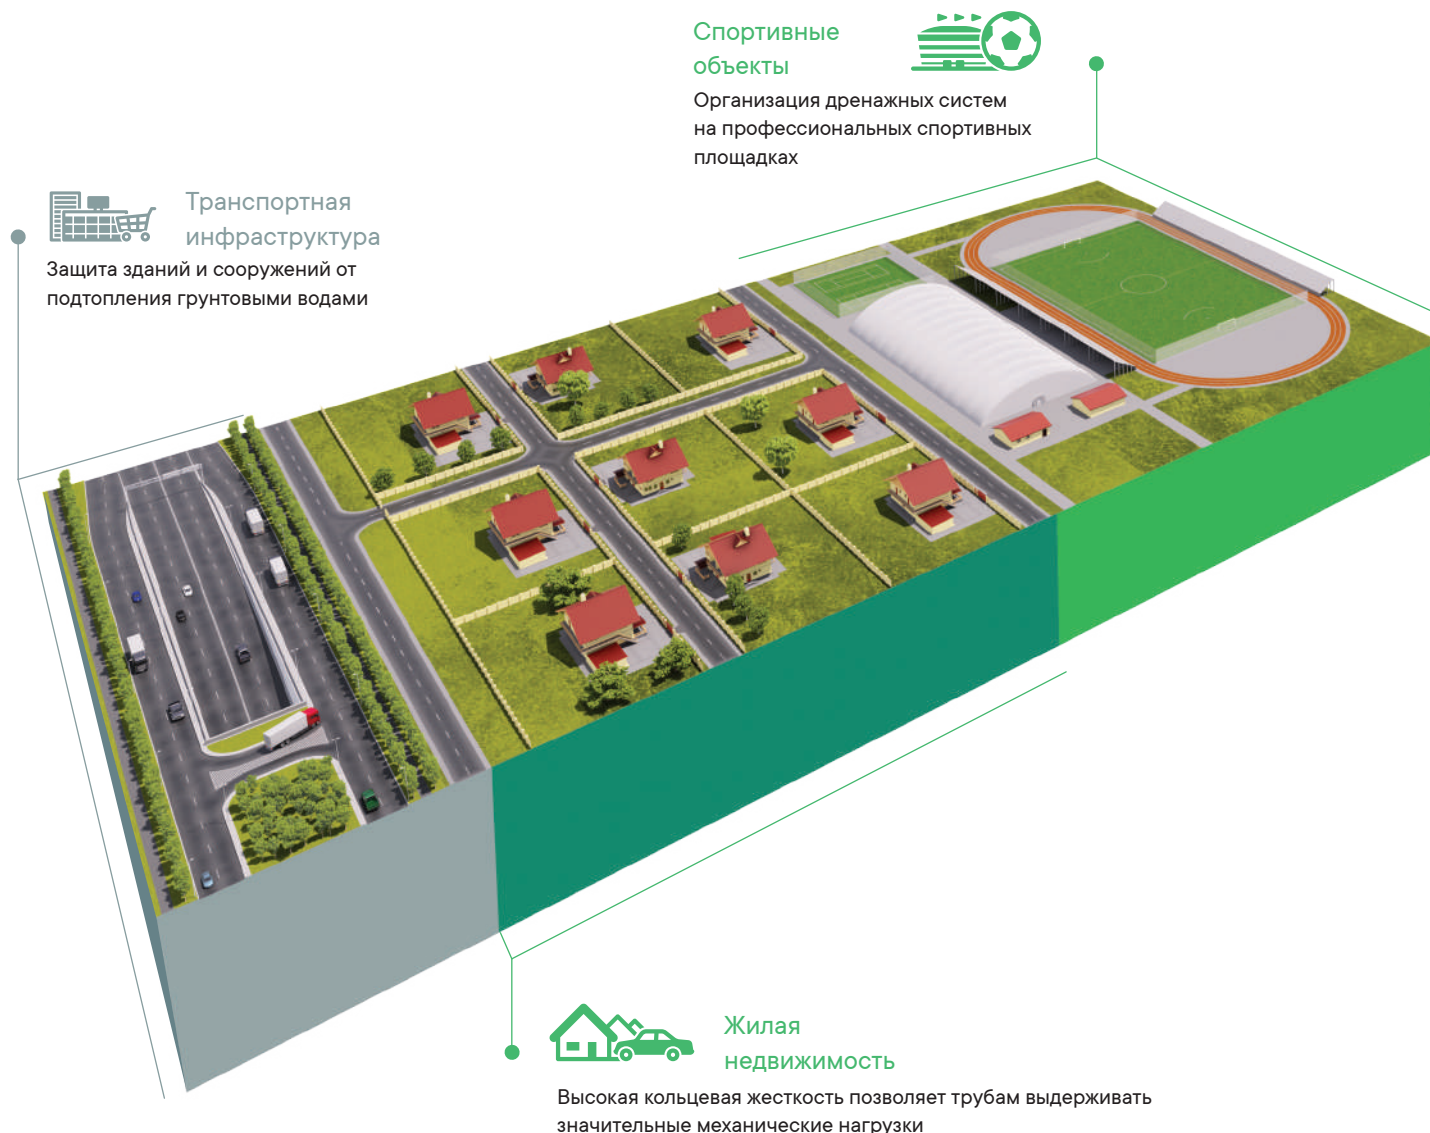 Спортивные
объекты
Организация дренажных систем
на профессиональных спортивных
площадках
Транспортная
инфраструктура
Защита зданий и сооружений от
подтопления грунтовыми водами
Жилая
недвижимость
Высокая кольцевая жесткость позволяет трубам выдерживать
значительные механические нагрузки